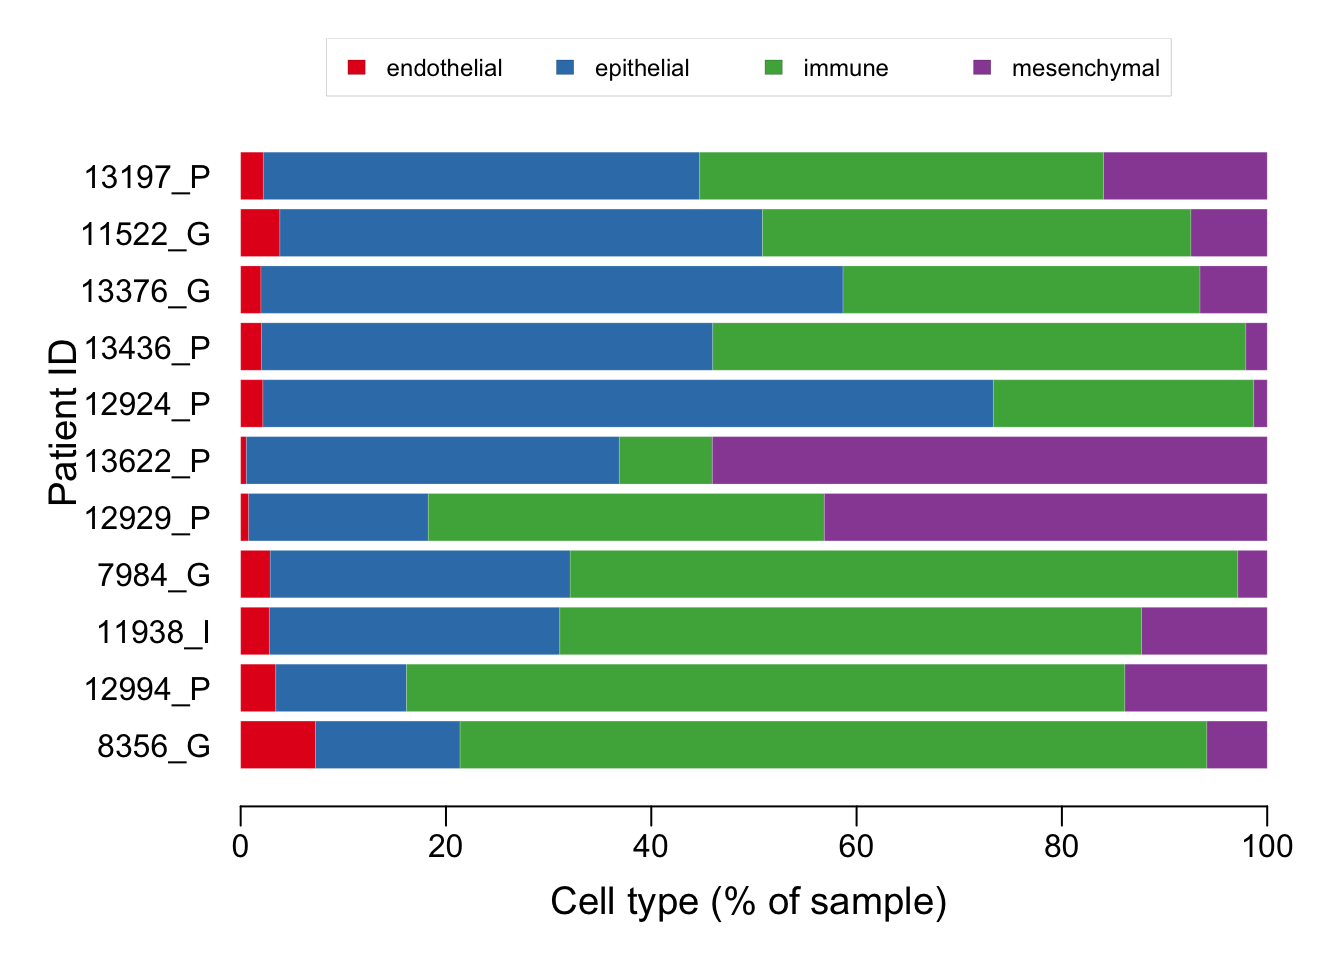 endothelial epithelial immune mesenchymal
13197_P
11522_G
13376_G
13436_P
12924_P
13622_P
12929_P
7984_G
11938_I
12994_P
8356_G
Patient ID
0 20 40 60 80 100
Cell type (% of sample)